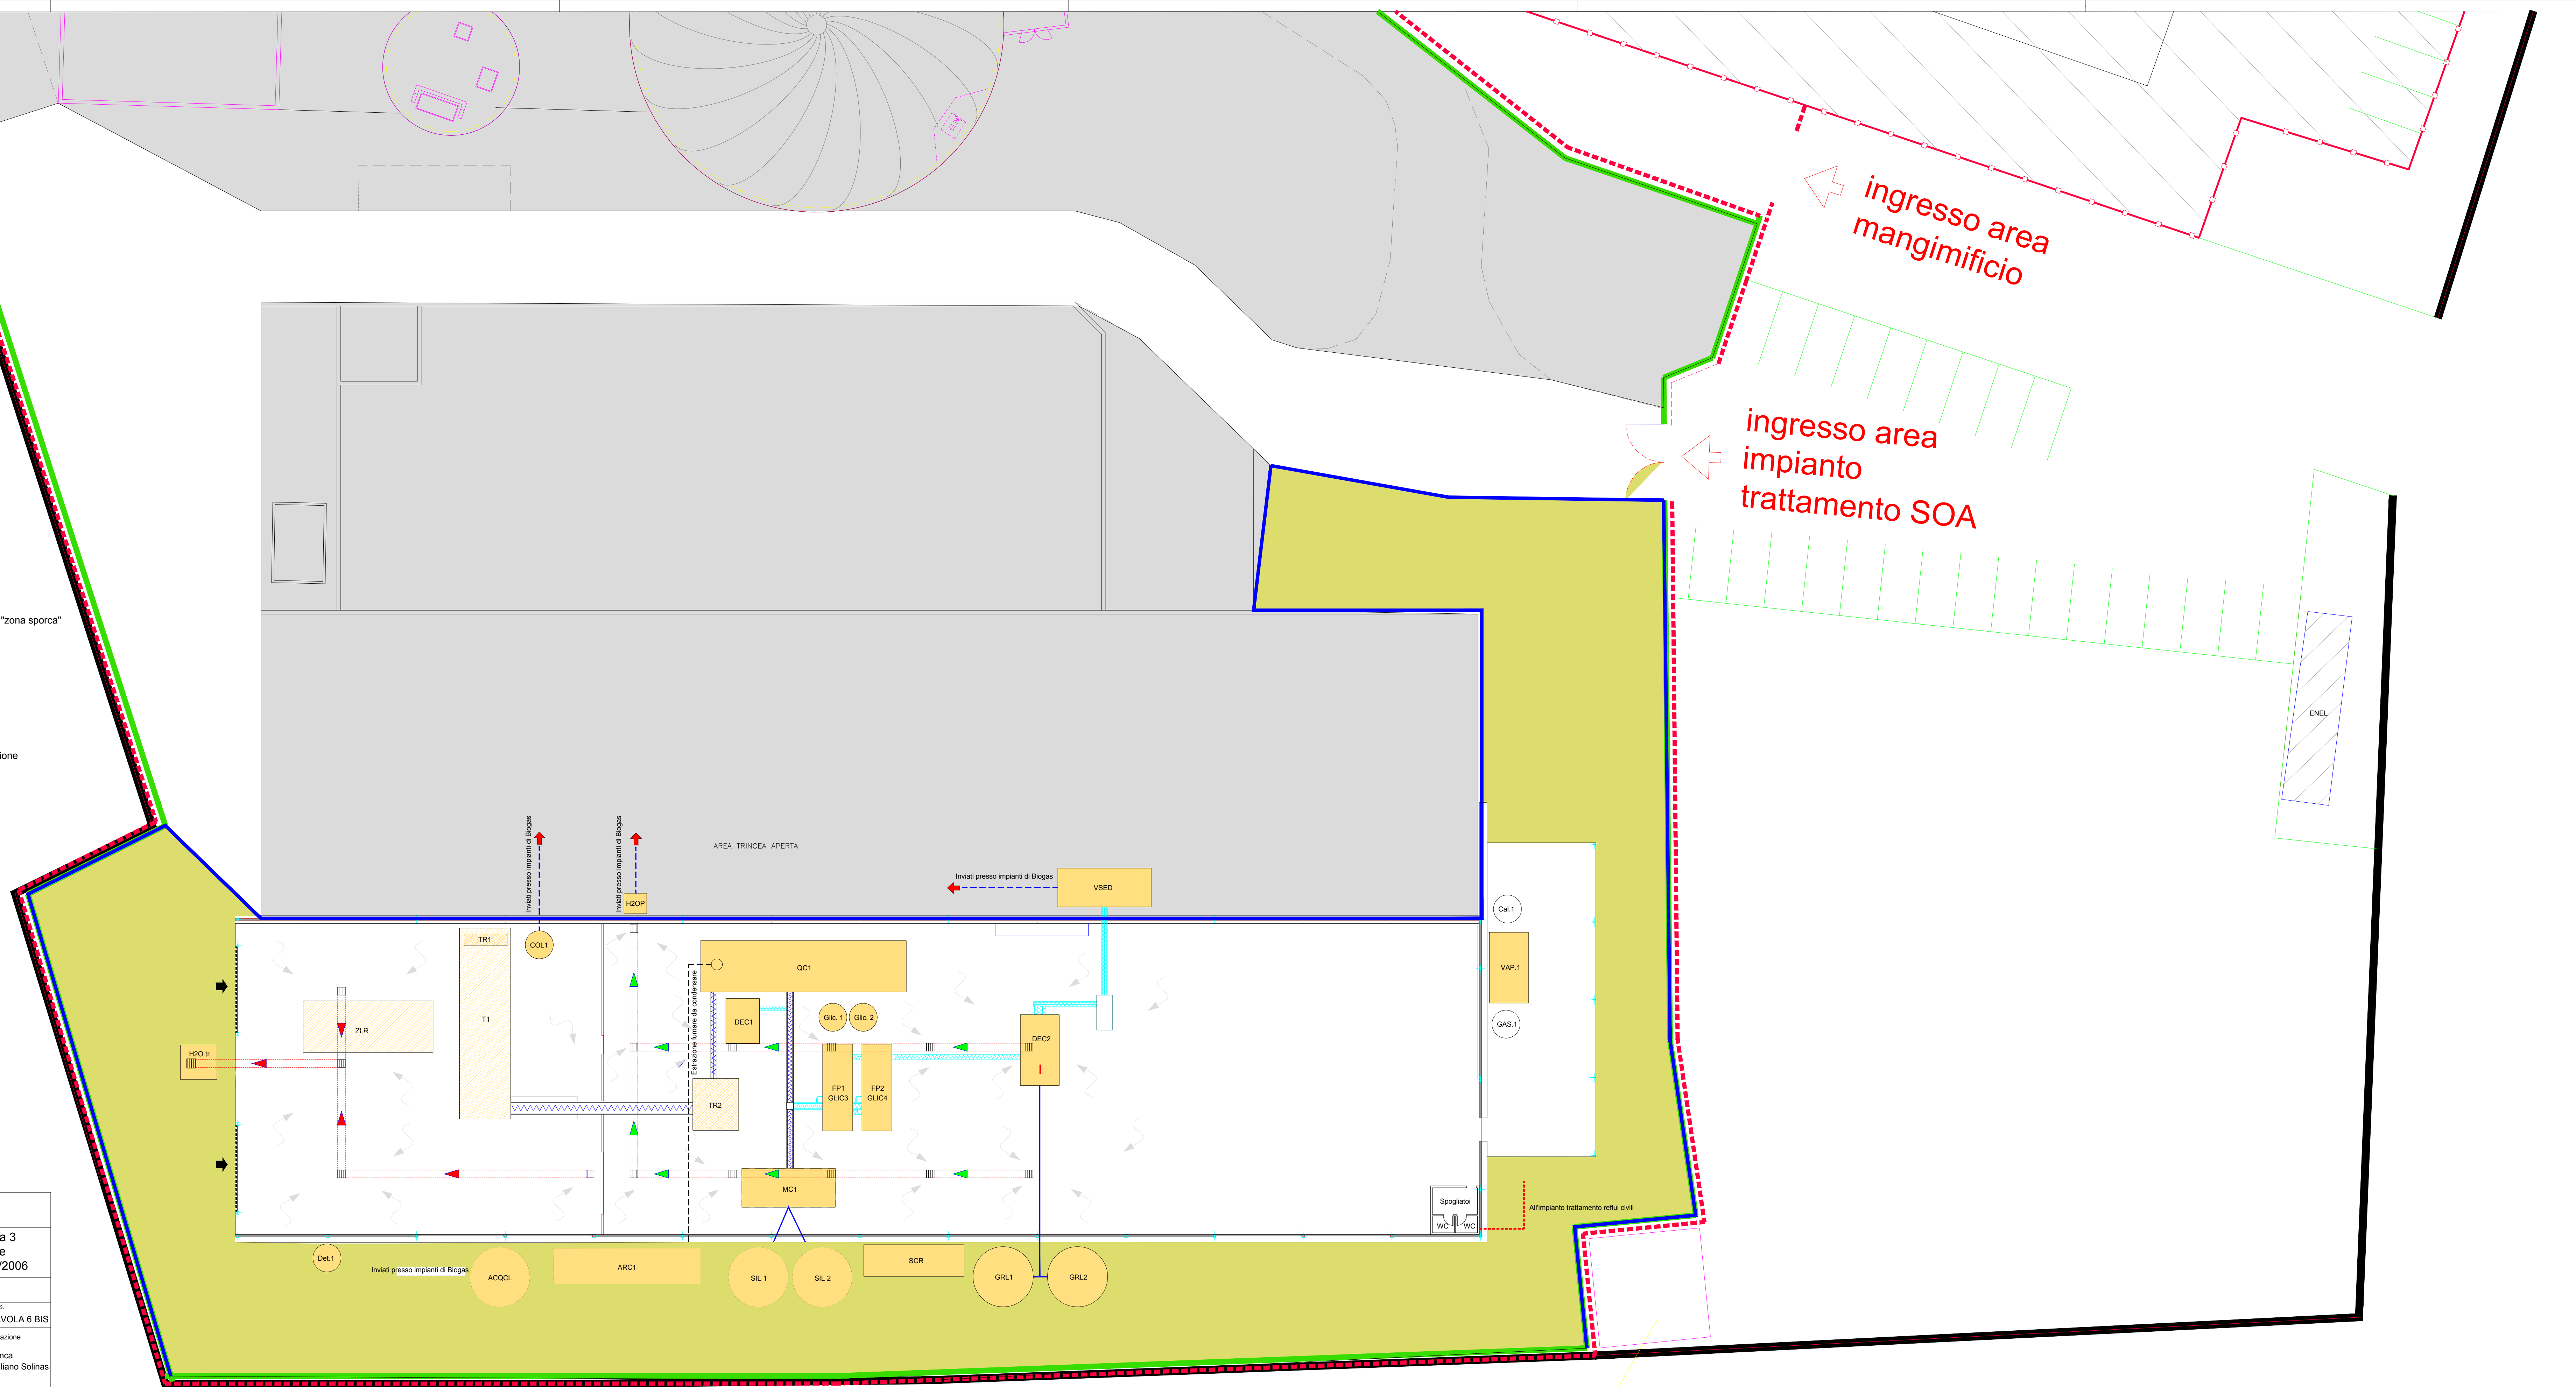 ingresso area
mangimificio
ingresso area
impianto
trattamento SOA
"zona sporca"
ENEL
ione
Inviati presso impianti di Biogas
Inviati presso impianti di Biogas
AREA TRINCEA APERTA
Inviati presso impianti di Biogas
VSED
H2OP
Cal.1
TR1
COL1
QC1
VAP.1
T1
DEC1
Glic. 1
Glic. 2
GAS.1
ZLR
Estrazione fumane da condensare
DEC2
H2O tr.
FP1
GLIC3
FP2
GLIC4
TR2
MC1
Spogliatoi
WC
WC
All'impianto trattamento reflui civili
Det.1
Inviati presso impianti di Biogas
ACQCL
ARC1
SIL 1
SIL 2
SCR
GRL1
GRL2
a 3
e
/2006
s.
AVOLA 6 BIS
azione
nca
liano Solinas